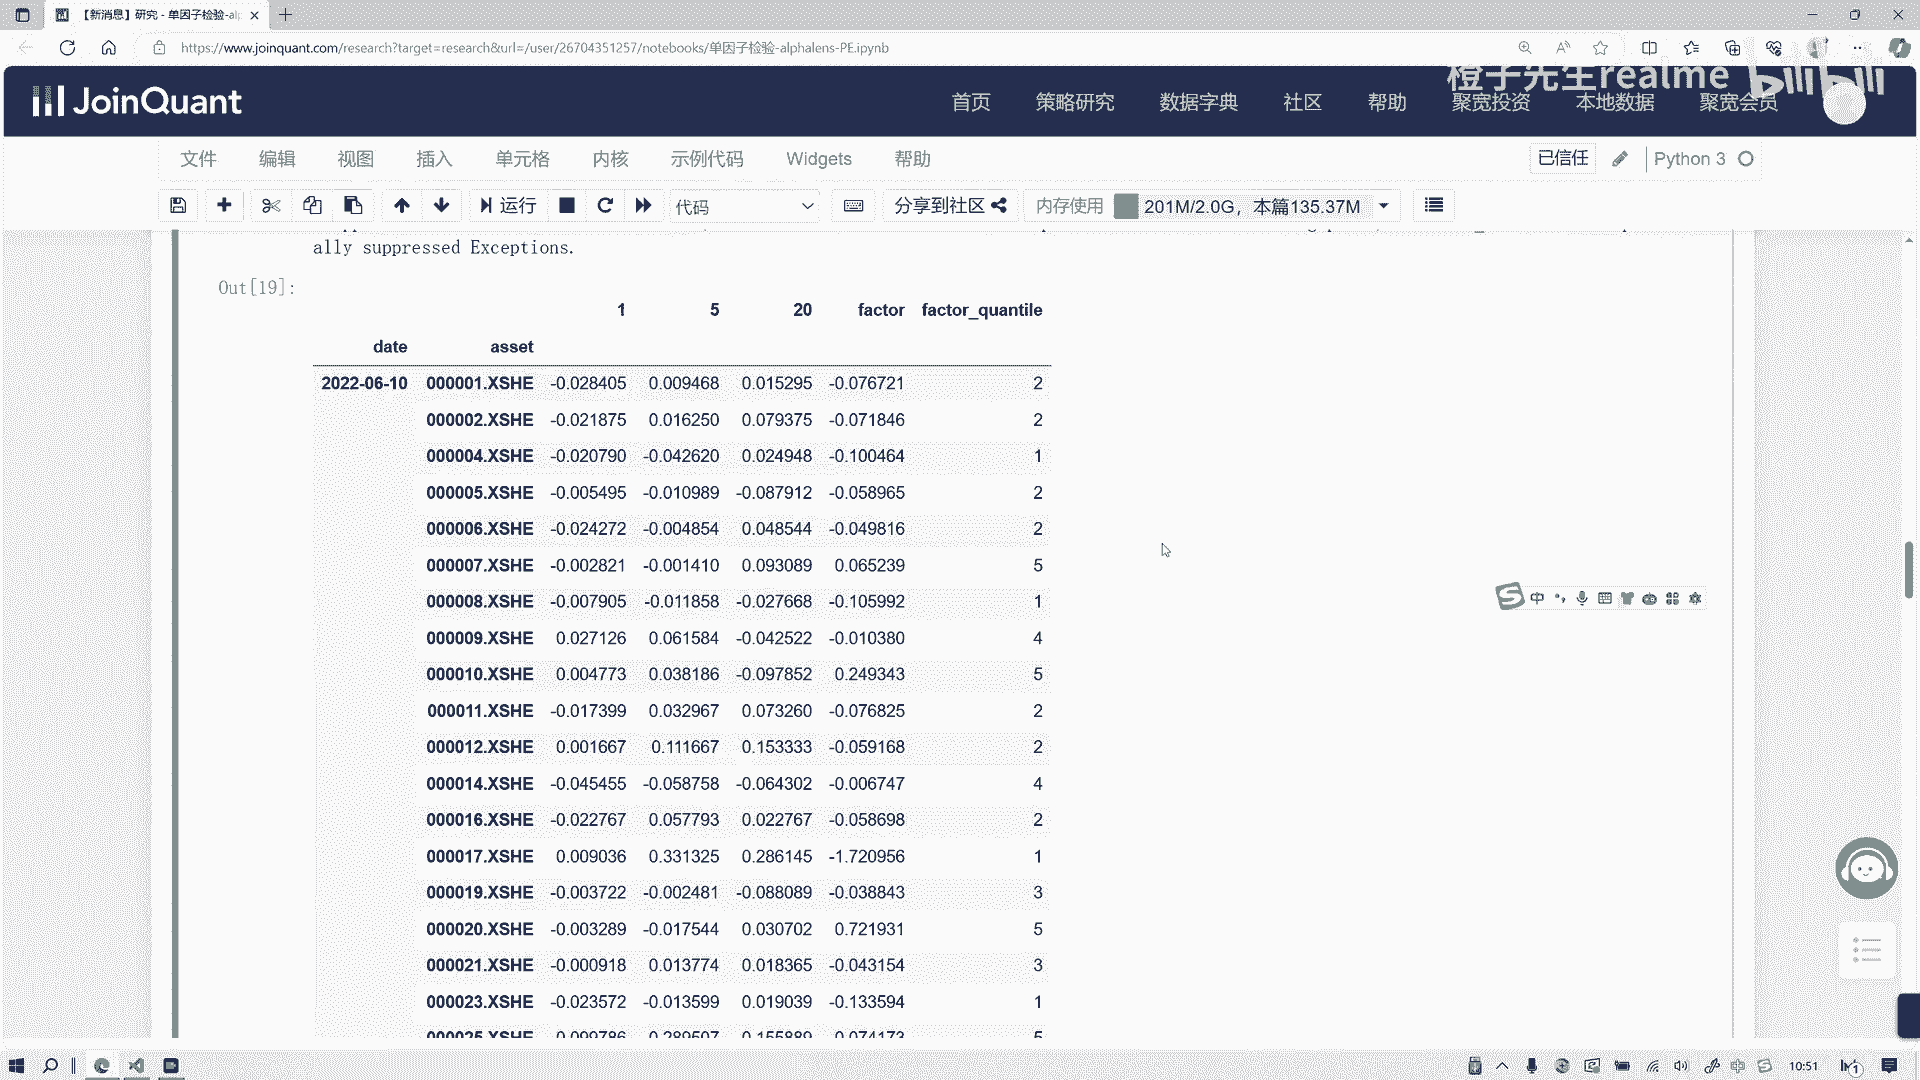 【新消息】研究 - 单因子检验-al
https://www.joinquant.com/research?target=research&url=/user/26704351257/notebooks/单因子检验-alphalens-PE.ipynb
橙子先生realme bilibili
JoinQuant 首页 策略研究 数据字典 社区 帮助 聚宽投资 本地数据 聚宽会员
文件 编辑 视图 插入 单元格 内核 示例代码 Widgets 帮助 已信任 Python 3
运行 代码 分享到社区 内存使用 201M/2.0G，本篇135.37M
ally suppressed Exceptions.
Out[19]:
1 5 20 factor factor_quantile
date asset
2022-06-10 000001.XSHE -0.028405 0.009468 0.015295 -0.076721 2
000002.XSHE -0.021875 0.016250 0.079375 -0.071846 2
000004.XSHE -0.020790 -0.042620 0.024948 -0.100464 1
000005.XSHE -0.005495 -0.010989 -0.087912 -0.058965 2
000006.XSHE -0.024272 -0.004854 0.048544 -0.049816 2
000007.XSHE -0.002821 -0.001410 0.093089 0.065239 5
000008.XSHE -0.007905 -0.011858 -0.027668 -0.105992 1
000009.XSHE 0.027126 0.061584 -0.042522 -0.010380 4
000010.XSHE 0.004773 0.038186 -0.097852 0.249343 5
000011.XSHE -0.017399 0.032967 0.073260 -0.076825 2
000012.XSHE 0.001667 0.111667 0.153333 -0.059168 2
000014.XSHE -0.045455 -0.058758 -0.064302 -0.006747 4
000016.XSHE -0.022767 0.057793 0.022767 -0.058698 2
000017.XSHE 0.009036 0.331325 0.286145 -1.720956 1
000019.XSHE -0.003722 -0.002481 -0.088089 -0.038843 3
000020.XSHE -0.003289 -0.017544 0.030702 0.721931 5
000021.XSHE -0.000918 0.013774 0.018365 -0.043154 3
000023.XSHE -0.023572 -0.013599 0.019039 -0.133594 1
中
10:51